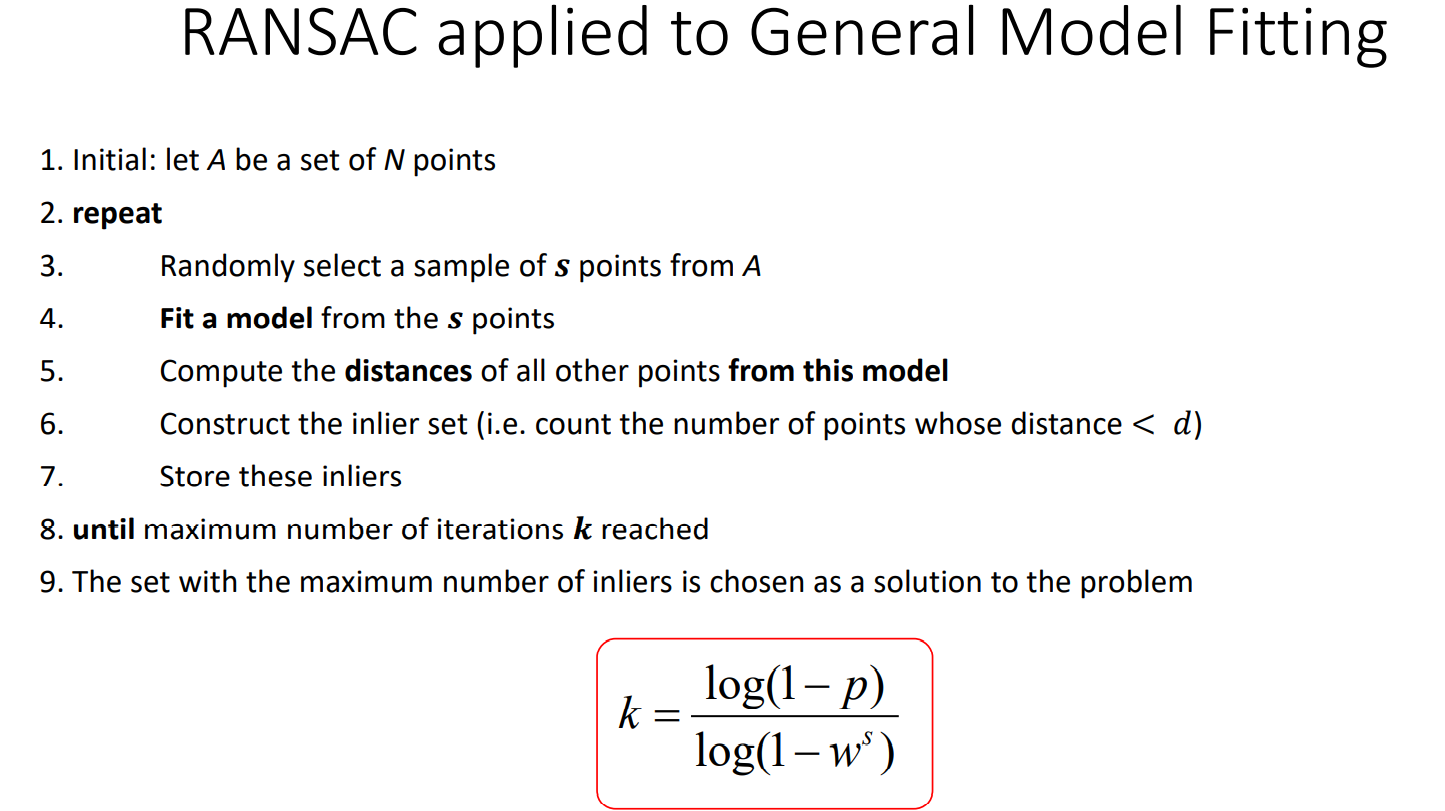 RANSAC applied to General Model Fitting
1. Initial: let A be a set of N points
2. repeat
3. Randomly select a sample of s points from A
4. Fit a model from the s points
5. Compute the distances of all other points from this model
6. Construct the inlier set (i.e. count the number of points whose distance < d)
7. Store these inliers
8. until maximum number of iterations k reached
9. The set with the maximum number of inliers is chosen as a solution to the problem
k = log(1 − p) / log(1 − wˢ)